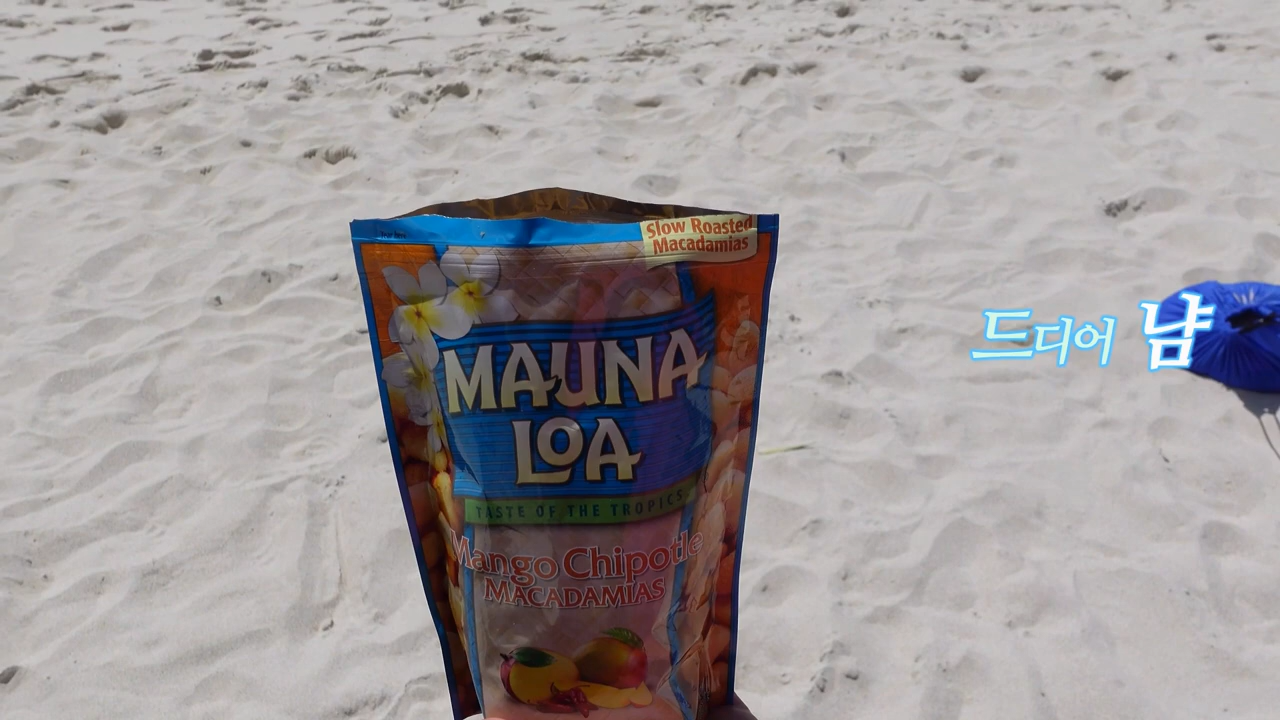 Slow Roasted
Macadamias
MAUNA
LOA
TASTE OF THE TROPICS
Mango Chipotle
MACADAMIAS
드디어 냠